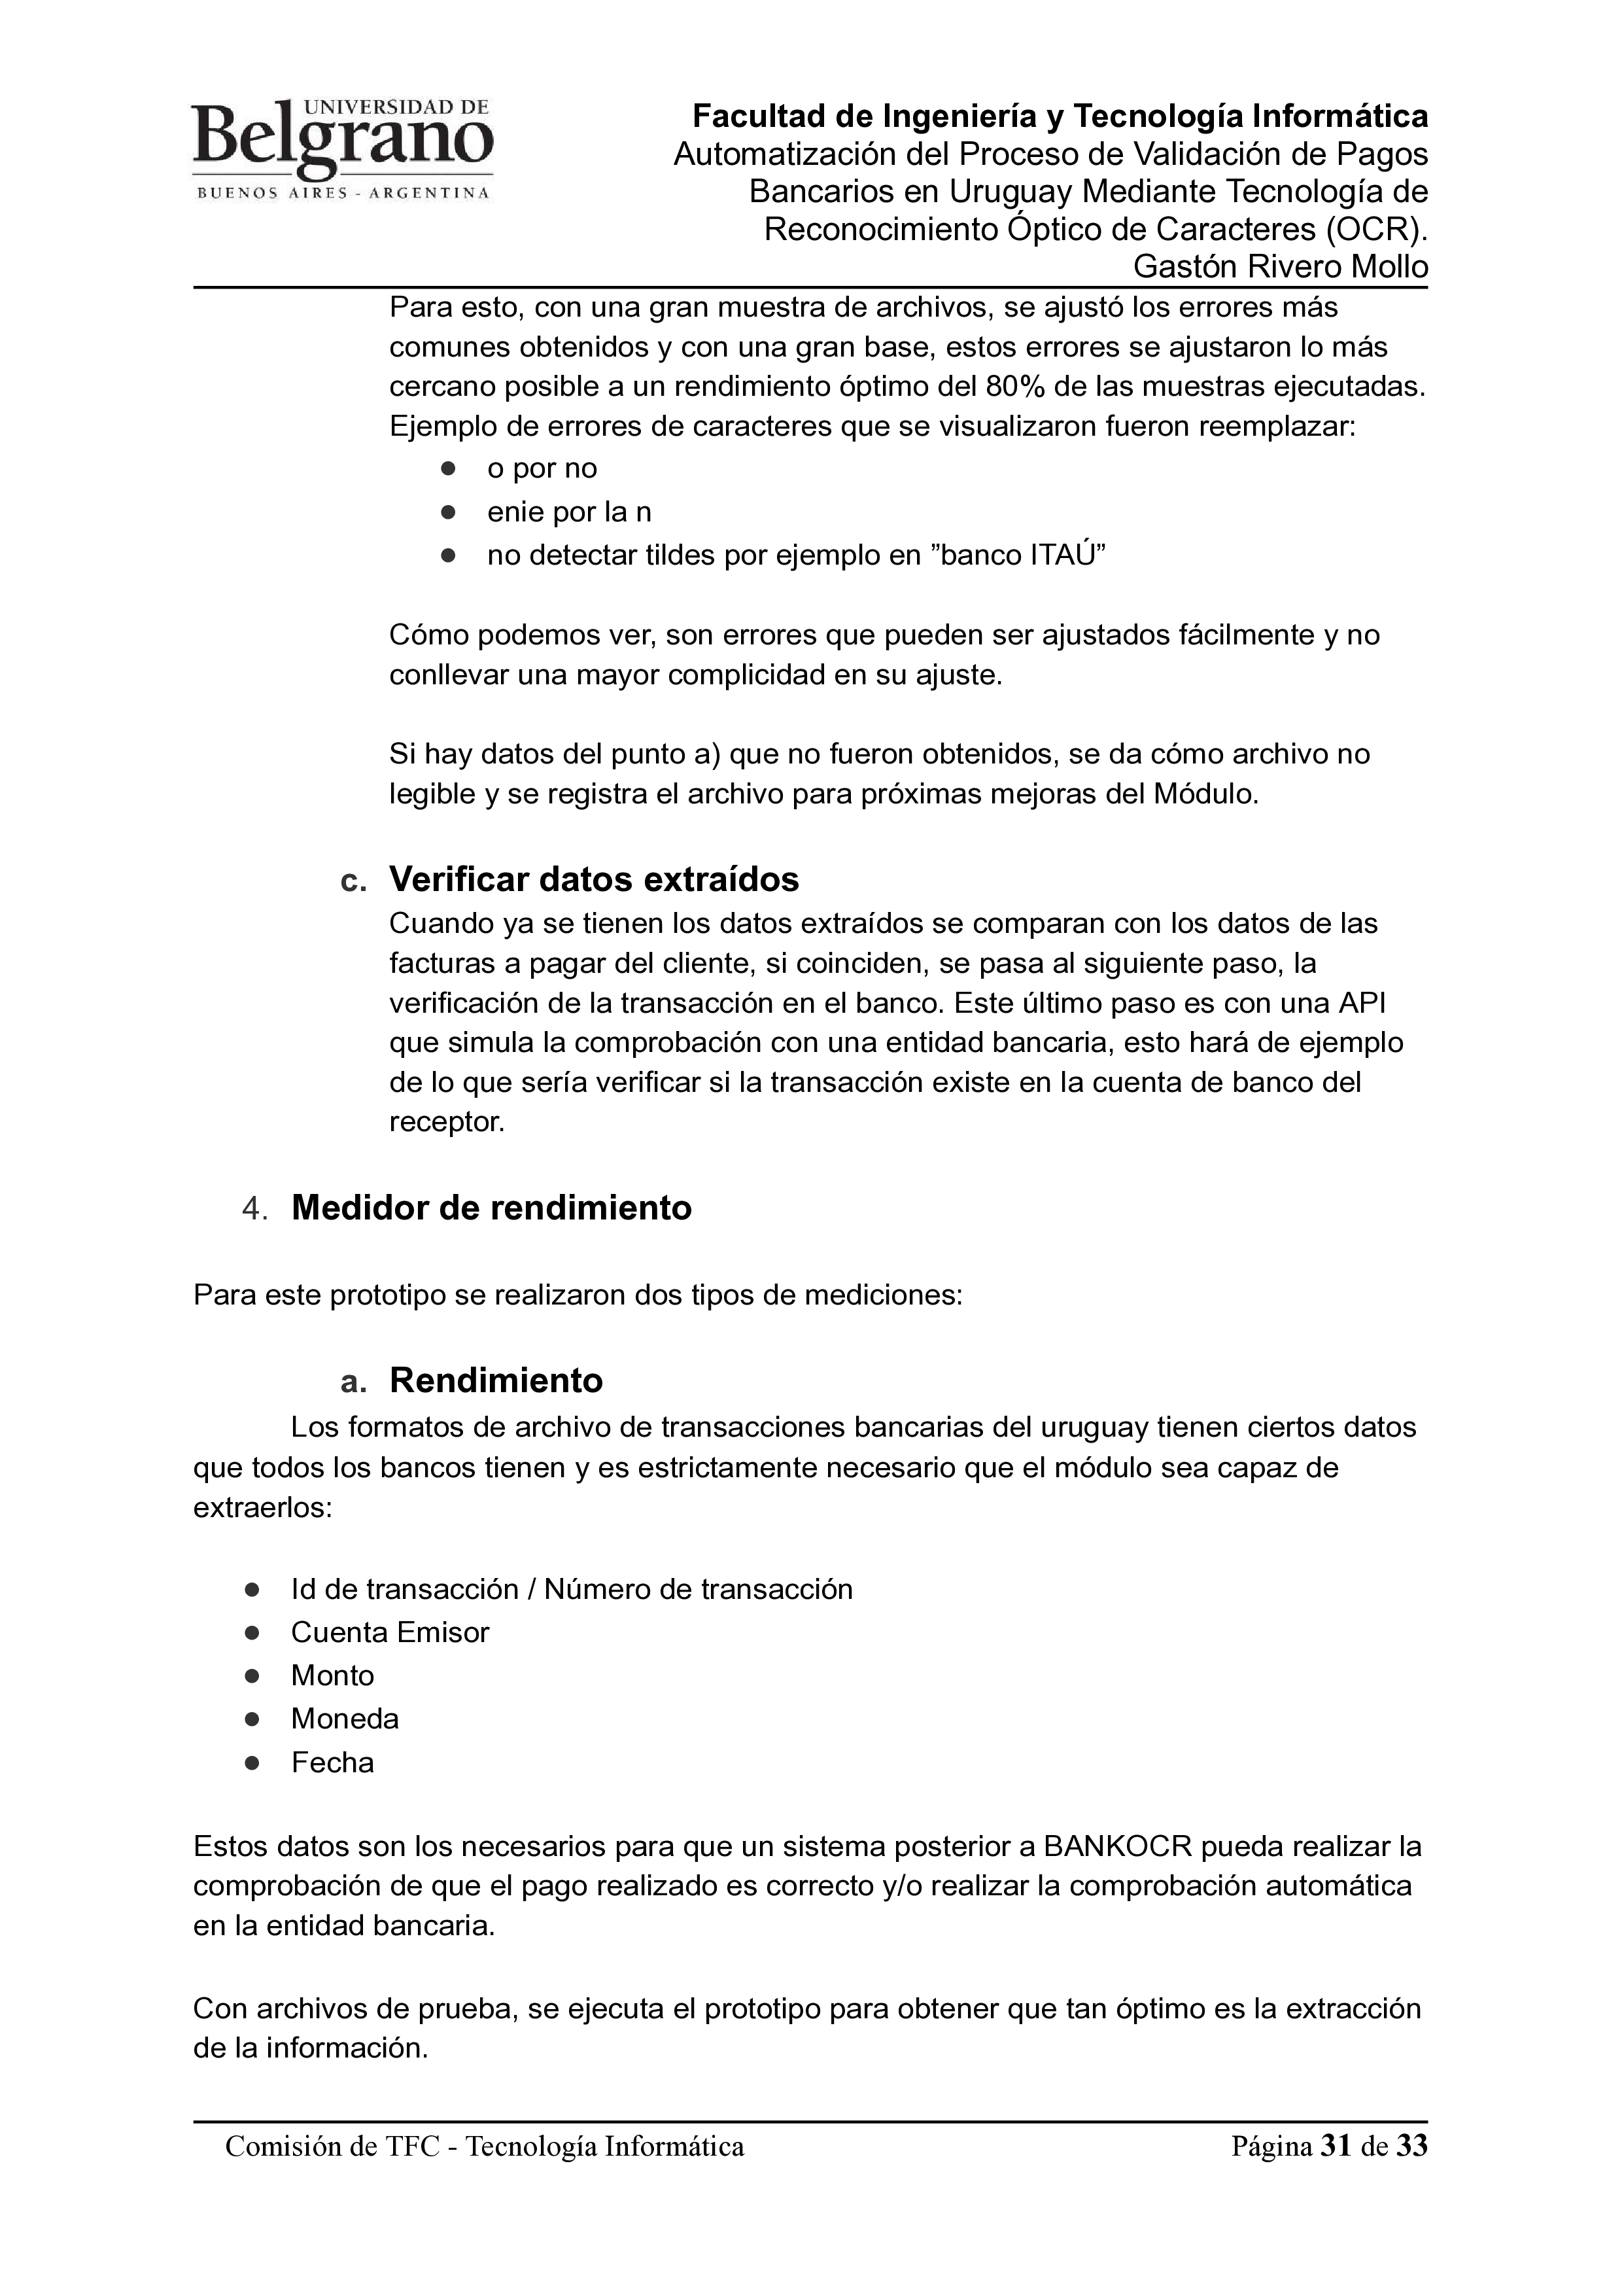 UNIVERSIDAD DE
Belgrano
BUENOS AIRES - ARGENTINA
Facultad de Ingeniería y Tecnología Informática
Automatización del Proceso de Validación de Pagos
Bancarios en Uruguay Mediante Tecnología de
Reconocimiento Óptico de Caracteres (OCR).
Gastón Rivero Mollo
Para esto, con una gran muestra de archivos, se ajustó los errores más
comunes obtenidos y con una gran base, estos errores se ajustaron lo más
cercano posible a un rendimiento óptimo del 80% de las muestras ejecutadas.
Ejemplo de errores de caracteres que se visualizaron fueron reemplazar:
● o por no
● enie por la n
● no detectar tildes por ejemplo en ”banco ITAÚ”
Cómo podemos ver, son errores que pueden ser ajustados fácilmente y no
conllevar una mayor complicidad en su ajuste.
Si hay datos del punto a) que no fueron obtenidos, se da cómo archivo no
legible y se registra el archivo para próximas mejoras del Módulo.
c. Verificar datos extraídos
Cuando ya se tienen los datos extraídos se comparan con los datos de las
facturas a pagar del cliente, si coinciden, se pasa al siguiente paso, la
verificación de la transacción en el banco. Este último paso es con una API
que simula la comprobación con una entidad bancaria, esto hará de ejemplo
de lo que sería verificar si la transacción existe en la cuenta de banco del
receptor.
4. Medidor de rendimiento
Para este prototipo se realizaron dos tipos de mediciones:
a. Rendimiento
Los formatos de archivo de transacciones bancarias del uruguay tienen ciertos datos
que todos los bancos tienen y es estrictamente necesario que el módulo sea capaz de
extraerlos:
● Id de transacción / Número de transacción
● Cuenta Emisor
● Monto
● Moneda
● Fecha
Estos datos son los necesarios para que un sistema posterior a BANKOCR pueda realizar la
comprobación de que el pago realizado es correcto y/o realizar la comprobación automática
en la entidad bancaria.
Con archivos de prueba, se ejecuta el prototipo para obtener que tan óptimo es la extracción
de la información.
Comisión de TFC - Tecnología Informática Página 31 de 33